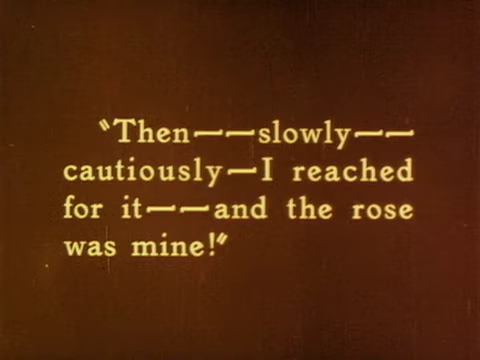 "Then——slowly——
cautiously—I reached
for it——and the rose
was mine!"